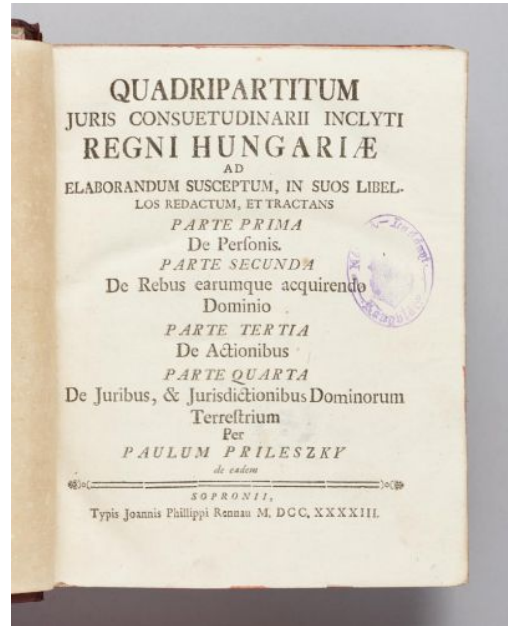 QUADRIPARTITUM
JURIS CONSUETUDINARII INCLYTI
REGNI HUNGARIÆ
AD
ELABORANDUM SUSCEPTUM, IN SUOS LIBEL-
LOS REDACTUM, ET TRACTANS
PARTE PRIMA
De Perſonis.
PARTE SECUNDA
De Rebus earumque acquirendo
Dominio
PARTE TERTIA
De Actionibus
PARTE QUARTA
De Juribus, & Jurisdictionibus Dominorum
Terreſtrium
Per
PAULUM PRILESZKY
de eadem
SOPRONII,
Typis Joannis Phillippi Rennau M. DCC. XXXXIII.